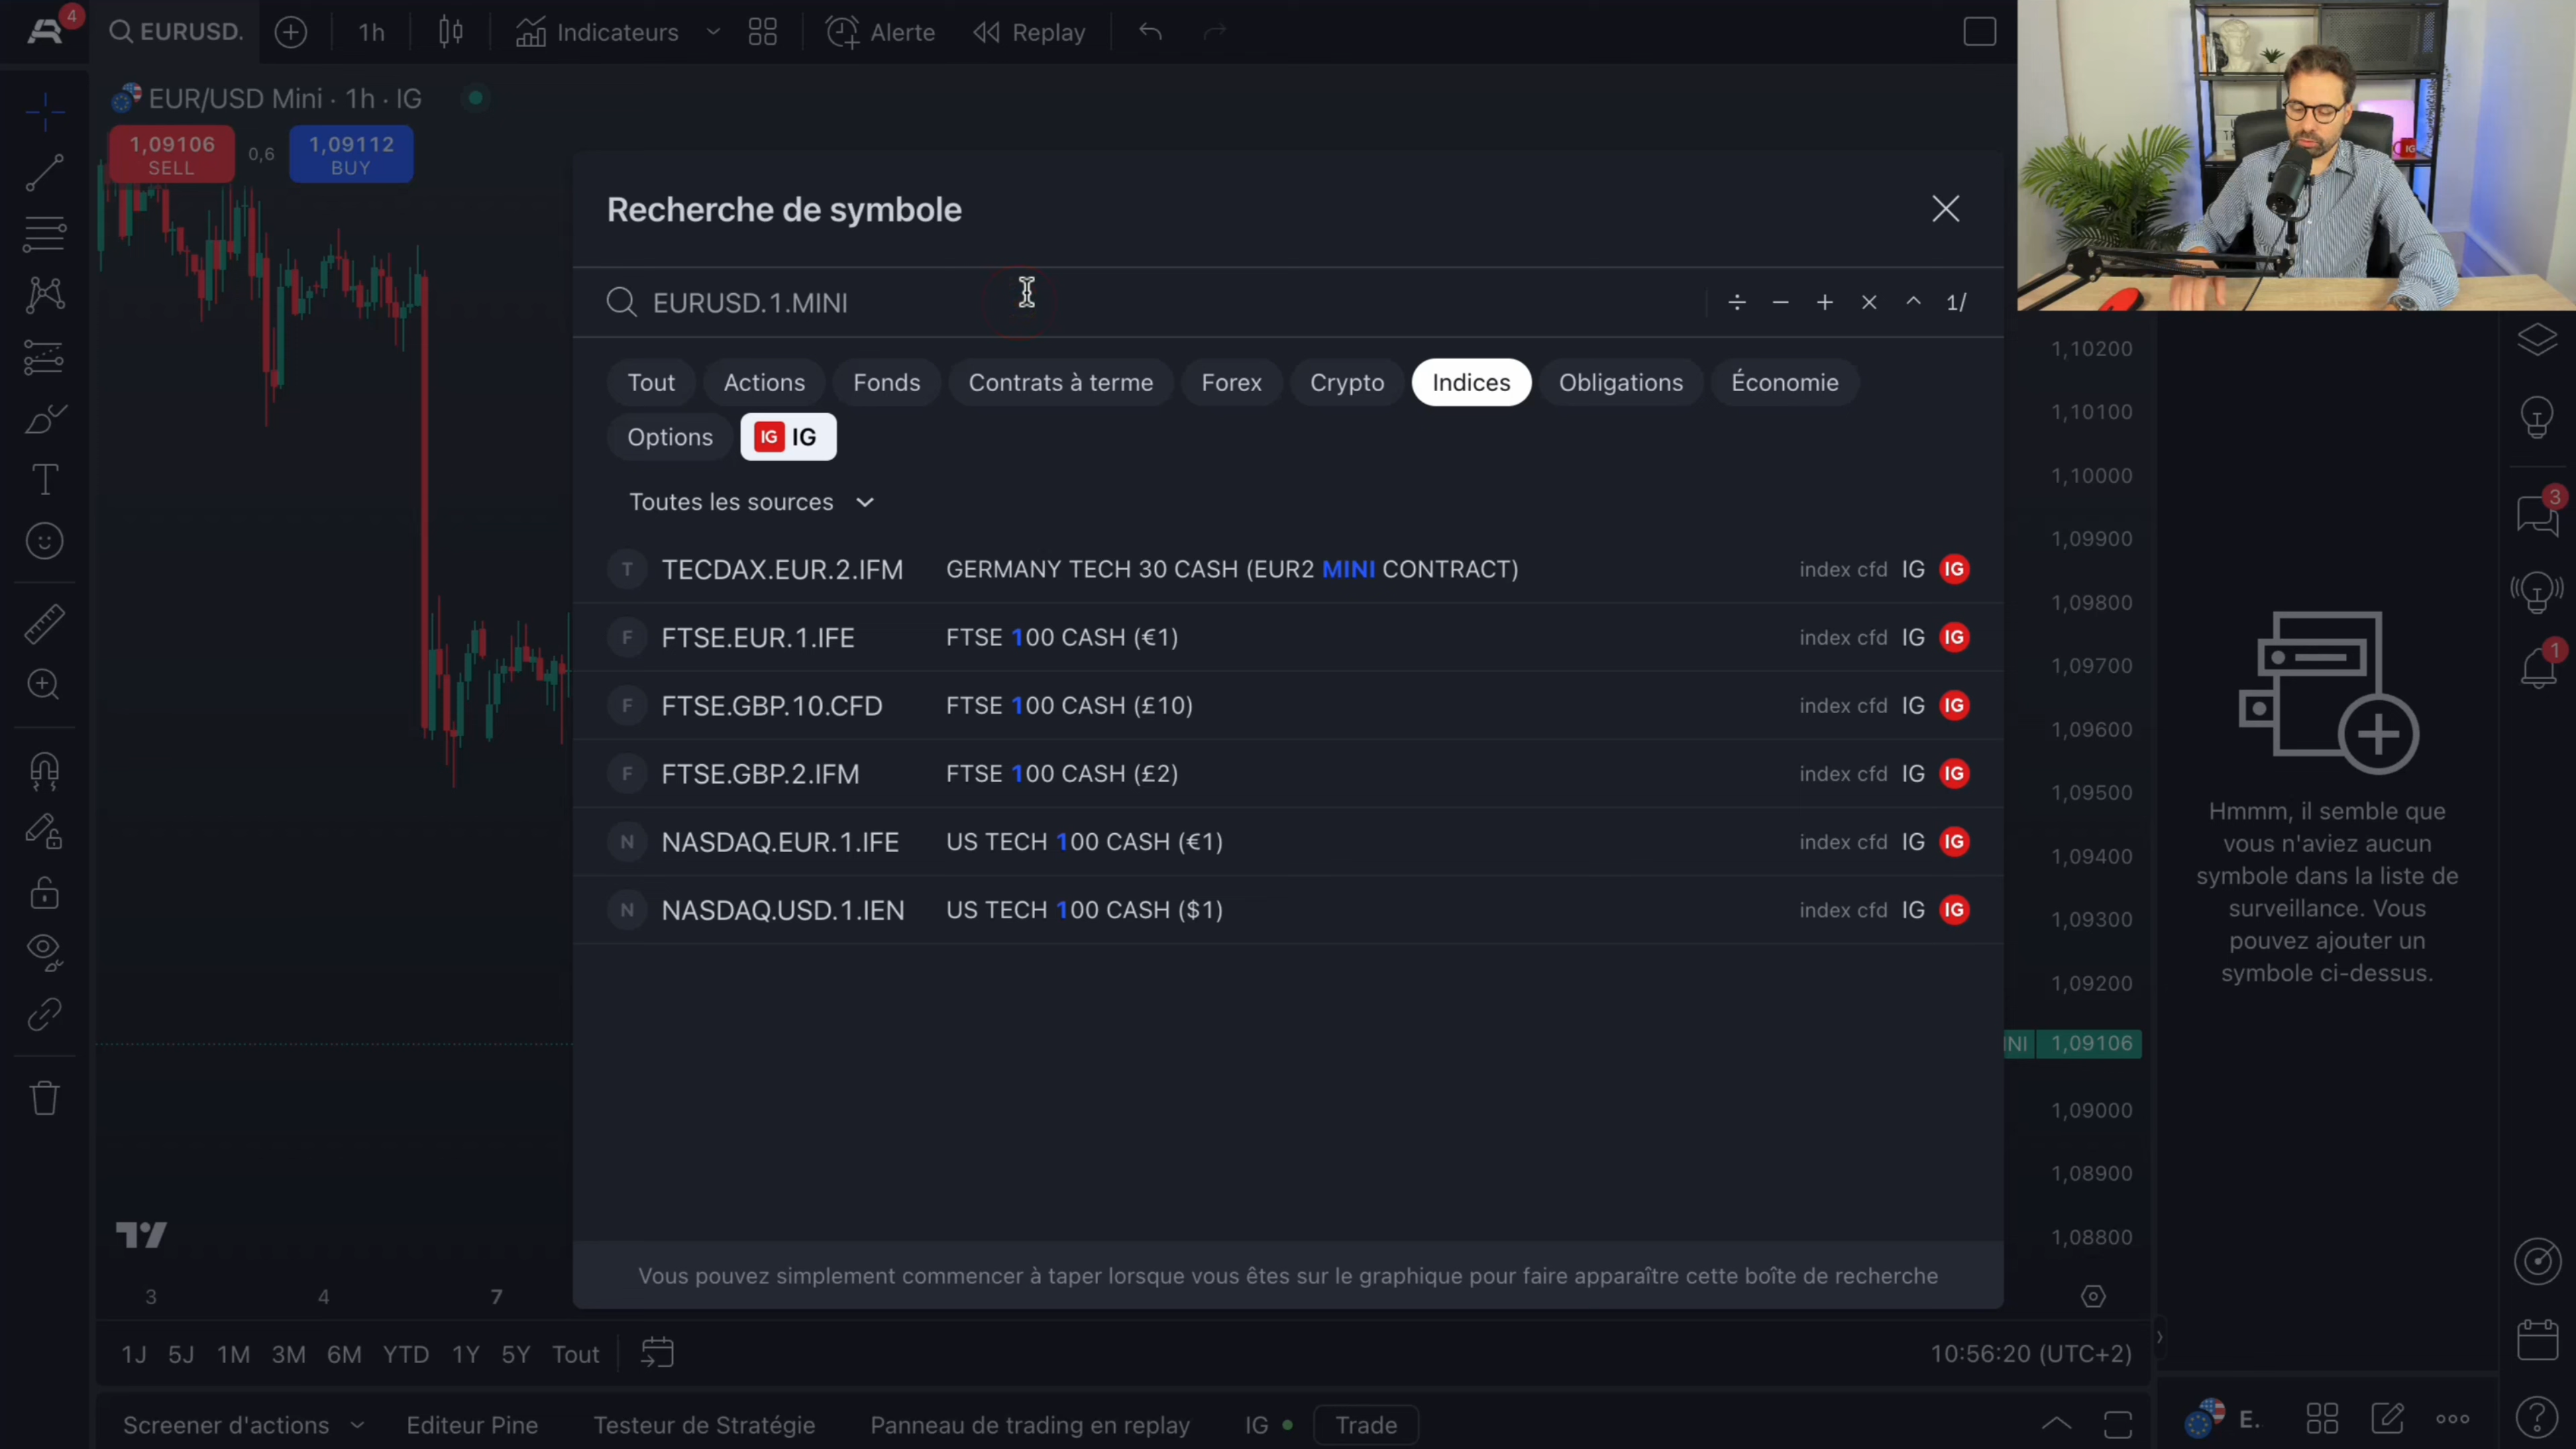 4
EURUSD.
1h
Indicateurs
Alerte
Replay
EUR/USD Mini · 1h · IG
1,09106
SELL
0,6
1,09112
BUY
Recherche de symbole
EURUSD.1.MINI
÷ − + × ^ 1/
Tout Actions Fonds Contrats à terme Forex Crypto Indices Obligations Économie
Options IG IG
Toutes les sources
T TECDAX.EUR.2.IFM GERMANY TECH 30 CASH (EUR2 MINI CONTRACT) index cfd IG IG
F FTSE.EUR.1.IFE FTSE 100 CASH (€1) index cfd IG IG
F FTSE.GBP.10.CFD FTSE 100 CASH (£10) index cfd IG IG
F FTSE.GBP.2.IFM FTSE 100 CASH (£2) index cfd IG IG
N NASDAQ.EUR.1.IFE US TECH 100 CASH (€1) index cfd IG IG
N NASDAQ.USD.1.IEN US TECH 100 CASH ($1) index cfd IG IG
Vous pouvez simplement commencer à taper lorsque vous êtes sur le graphique pour faire apparaître cette boîte de recherche
1,10200
1,10100
1,10000
1,09900
1,09800
1,09700
1,09600
1,09500
1,09400
1,09300
1,09200
INI 1,09106
1,09000
1,08900
1,08800
3
1
Hmmm, il semble que
vous n'aviez aucun
symbole dans la liste de
surveillance. Vous
pouvez ajouter un
symbole ci-dessus.
3 4 7
1J 5J 1M 3M 6M YTD 1Y 5Y Tout
10:56:20 (UTC+2)
Screener d'actions Editeur Pine Testeur de Stratégie Panneau de trading en replay IG Trade
E.